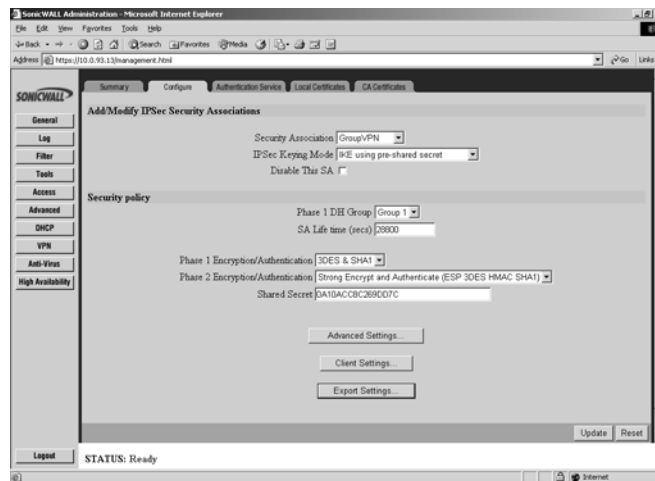 SonicWALL Administration - Microsoft Internet Explorer
File Edit View Favorites Tools Help
Back Search Favorites Media
Address https://10.0.93.13/management.html Go Links
SONICWALL
Summary Configure Authentication Service Local Certificates CA Certificates
General
Log
Filter
Tools
Access
Advanced
DHCP
VPN
Anti-Virus
High Availability
Logout
Add/Modify IPSec Security Associations
Security Association GroupVPN
IPSec Keying Mode IKE using pre-shared secret
Disable This SA
Security policy
Phase 1 DH Group Group 1
SA Life time (secs) 28800
Phase 1 Encryption/Authentication 3DES & SHA1
Phase 2 Encryption/Authentication Strong Encrypt and Authenticate (ESP 3DES HMAC SHA1)
Shared Secret 0A10ACC8C269DD7C
Advanced Settings...
Client Settings...
Export Settings...
Update Reset
STATUS: Ready
Internet